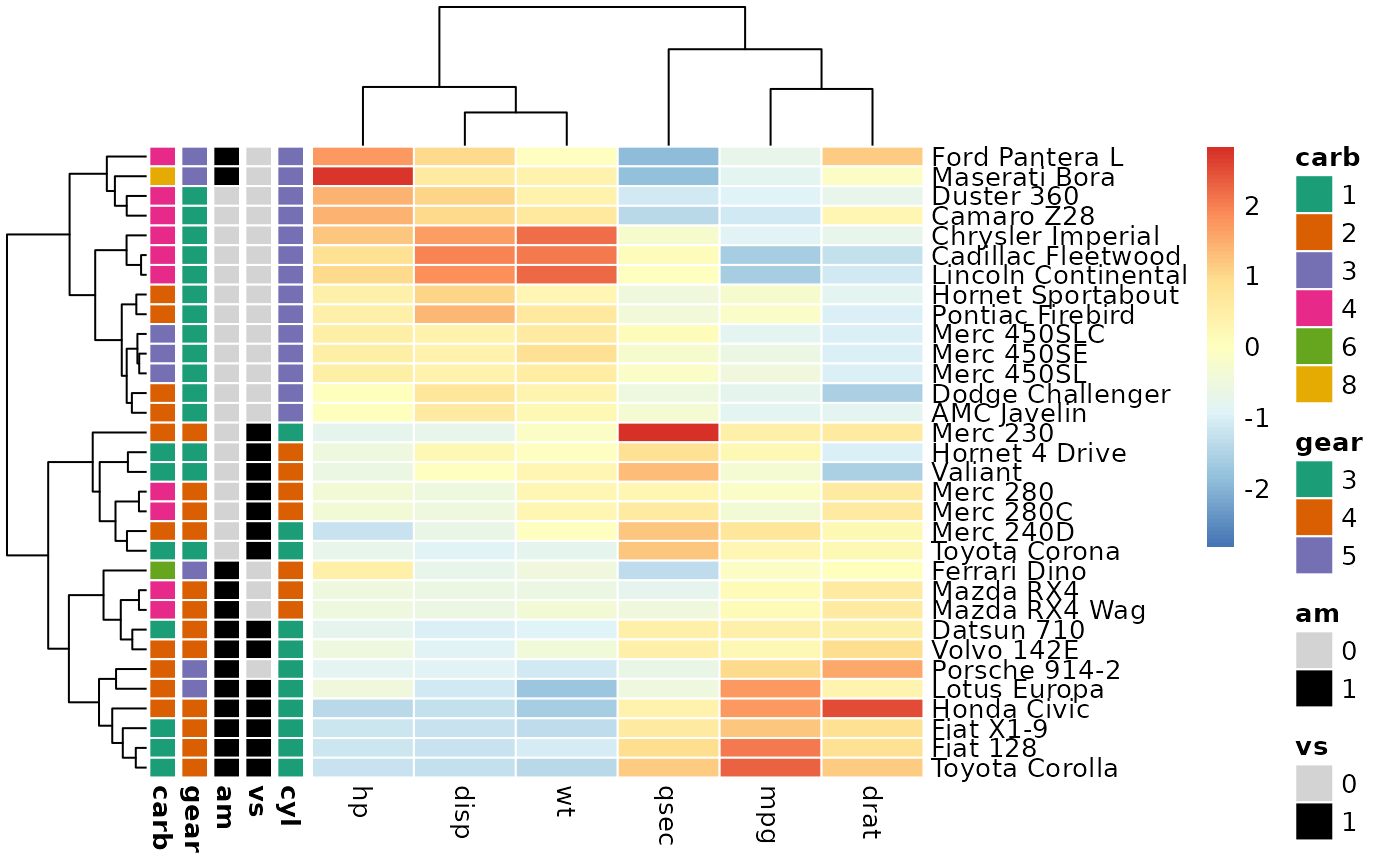 Ford Pantera L
Maserati Bora
Duster 360
Camaro Z28
Chrysler Imperial
Cadillac Fleetwood
Lincoln Continental
Hornet Sportabout
Pontiac Firebird
Merc 450SLC
Merc 450SE
Merc 450SL
Dodge Challenger
AMC Javelin
Merc 230
Hornet 4 Drive
Valiant
Merc 280
Merc 280C
Merc 240D
Toyota Corona
Ferrari Dino
Mazda RX4
Mazda RX4 Wag
Datsun 710
Volvo 142E
Porsche 914-2
Lotus Europa
Honda Civic
Fiat X1-9
Fiat 128
Toyota Corolla
carb
gear
am
vs
cyl
hp
disp
wt
qsec
mpg
drat
2
1
0
-1
-2
carb
1
2
3
4
6
8
gear
3
4
5
am
0
1
vs
0
1